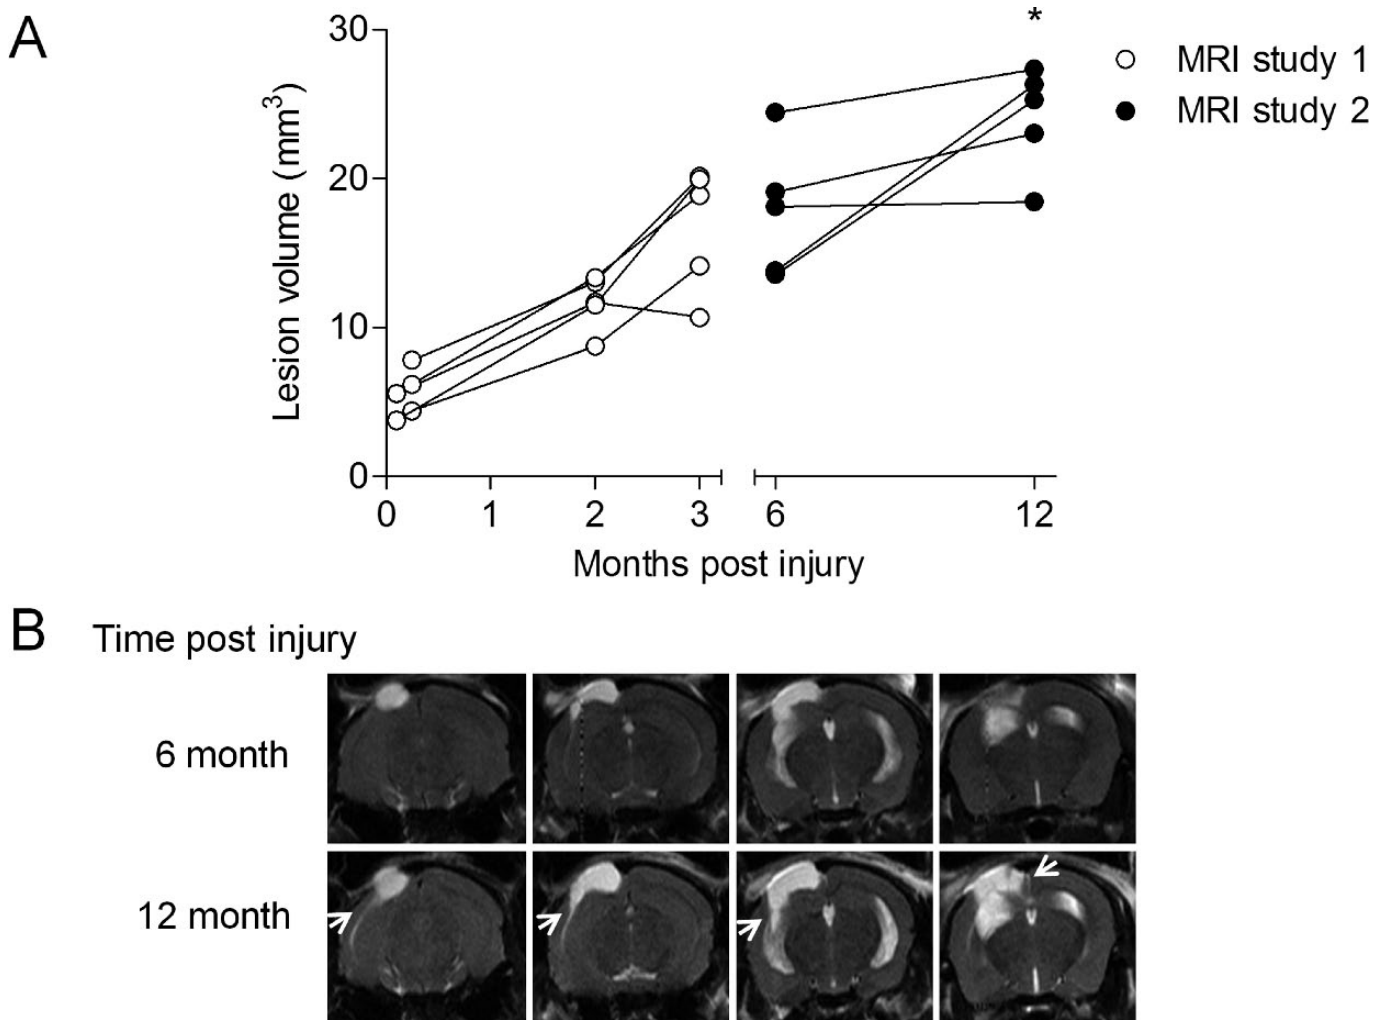 A
*
30
20
10
0
Lesion volume (mm³)
MRI study 1
MRI study 2
0 1 2 3 6 12
Months post injury
B Time post injury
6 month
12 month